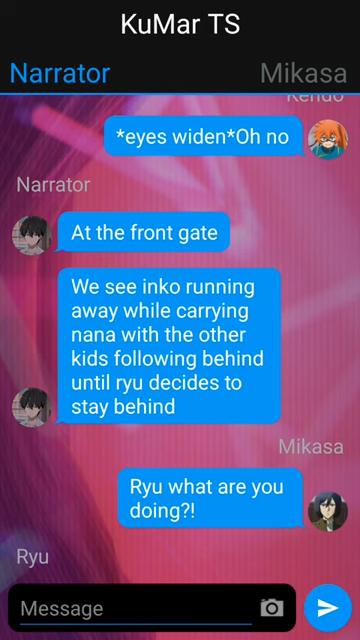 KuMar TS
Narrator
Mikasa
Kendo
*eyes widen*Oh no
Narrator
At the front gate
We see inko running
away while carrying
nana with the other
kids following behind
until ryu decides to
stay behind
Mikasa
Ryu what are you
doing?!
Ryu
Message